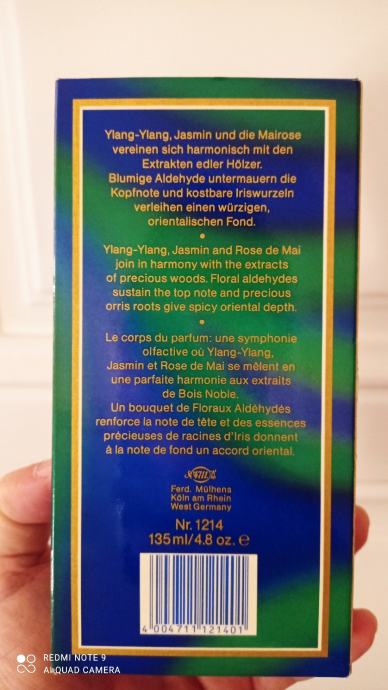 Ylang-Ylang, Jasmin und die Mairose
vereinen sich harmonisch mit den
Extrakten edler Hölzer.
Blumige Aldehyde untermauern die
Kopfnote und kostbare Iriswurzeln
verleihen einen würzigen,
orientalischen Fond.
Ylang-Ylang, Jasmin and Rose de Mai
join in harmony with the extracts
of precious woods. Floral aldehydes
sustain the top note and precious
orris roots give spicy oriental depth.
Le corps du parfum: une symphonie
olfactive où Ylang-Ylang,
Jasmin et Rose de Mai se mêlent en
une parfaite harmonie aux extraits
de Bois Noble.
Un bouquet de Floraux Aldéhydés
renforce la note de tête et des essences
précieuses de racines d'Iris donnent
à la note de fond un accord oriental.
4711
Ferd. Mülhens
Köln am Rhein
West Germany
Nr. 1214
135 ml/4.8 oz. ℮
4 004711 121401
REDMI NOTE 9
AI QUAD CAMERA